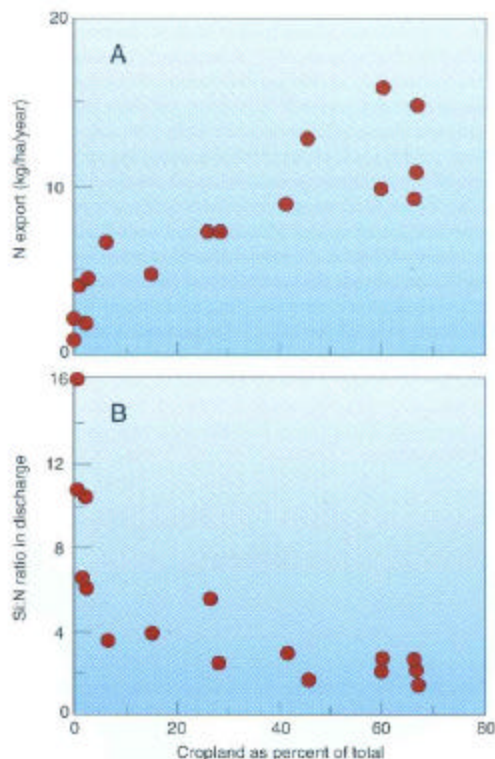 20
A
N export (kg/ha/year)
10
0
16
B
12
Si:N ratio in discharge
8
4
0
0 20 40 60 80
Cropland as percent of total